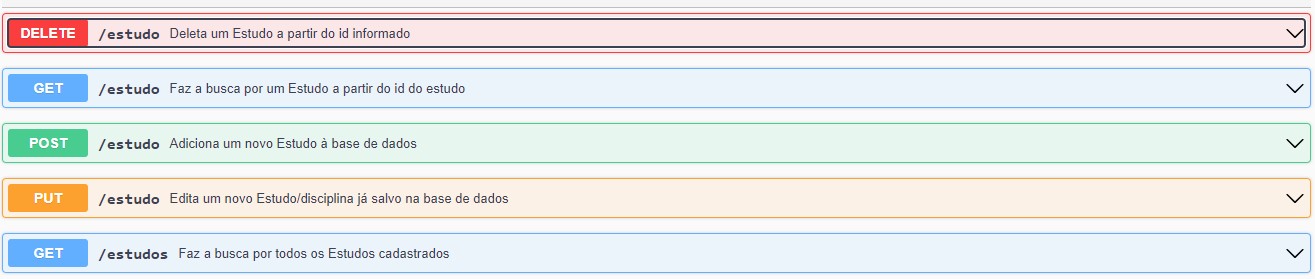 DELETE /estudo Deleta um Estudo a partir do id informado
GET /estudo Faz a busca por um Estudo a partir do id do estudo
POST /estudo Adiciona um novo Estudo à base de dados
PUT /estudo Edita um novo Estudo/disciplina já salvo na base de dados
GET /estudos Faz a busca por todos os Estudos cadastrados